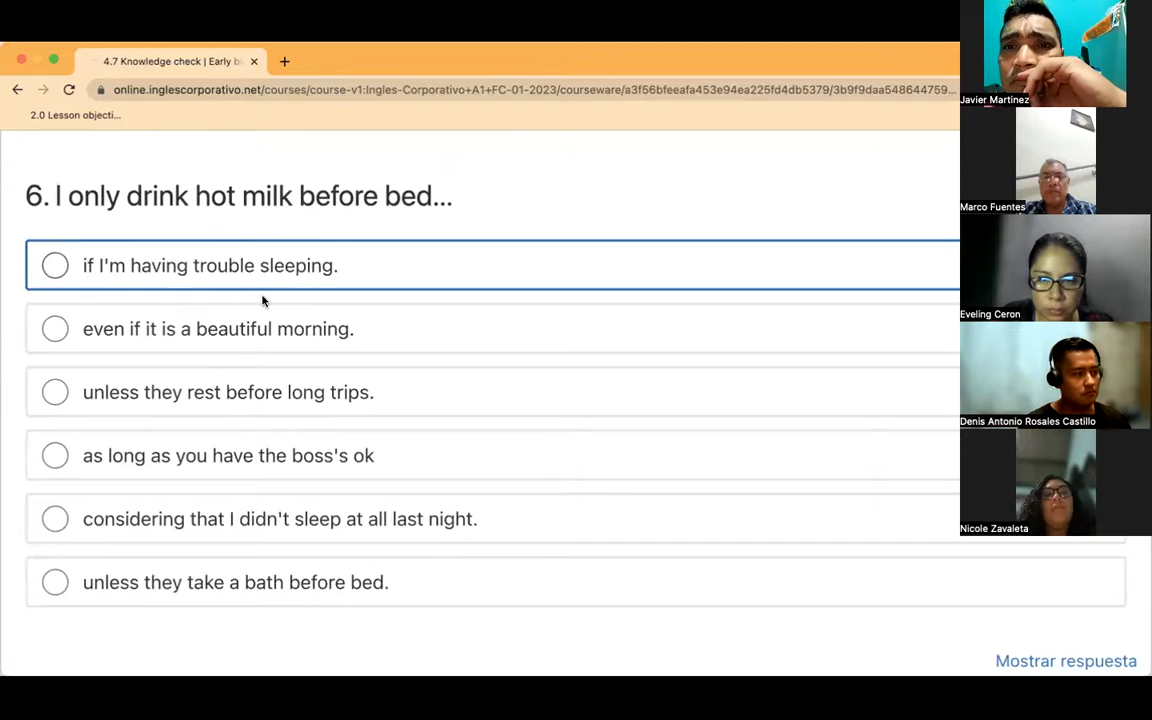 4.7 Knowledge check | Early b
online.inglescorporativo.net/courses/course-v1:Ingles-Corporativo+A1+FC-01-2023/courseware/a3f56bfeeafa453e94ea225fd4db5379/3b9f9daa548644759...
2.0 Lesson objecti...
6. I only drink hot milk before bed...
if I'm having trouble sleeping.
even if it is a beautiful morning.
unless they rest before long trips.
as long as you have the boss's ok
considering that I didn't sleep at all last night.
unless they take a bath before bed.
Mostrar respuesta
Javier Martinez
Marco Fuentes
Eveling Ceron
Denis Antonio Rosales Castillo
Nicole Zavaleta